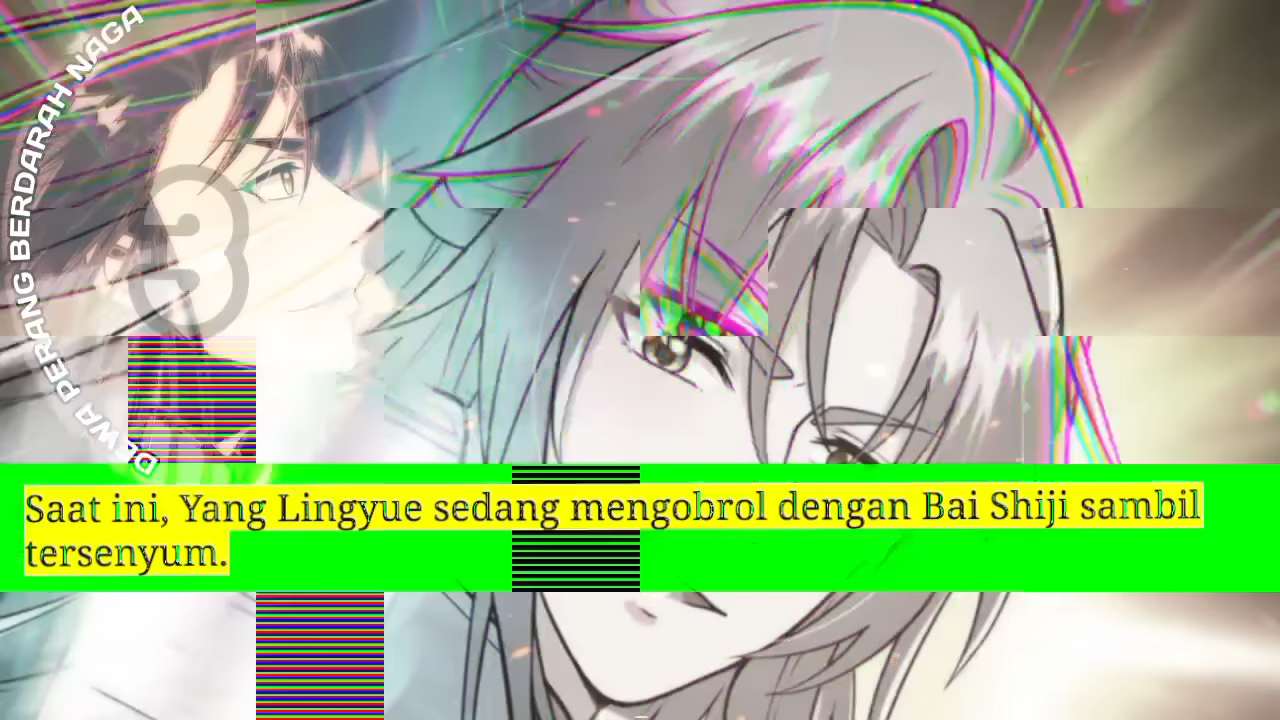 DEWA PERANG BERDARAH NAGA
Saat ini, Yang Lingyue sedang mengobrol dengan Bai Shiji sambil
tersenyum.